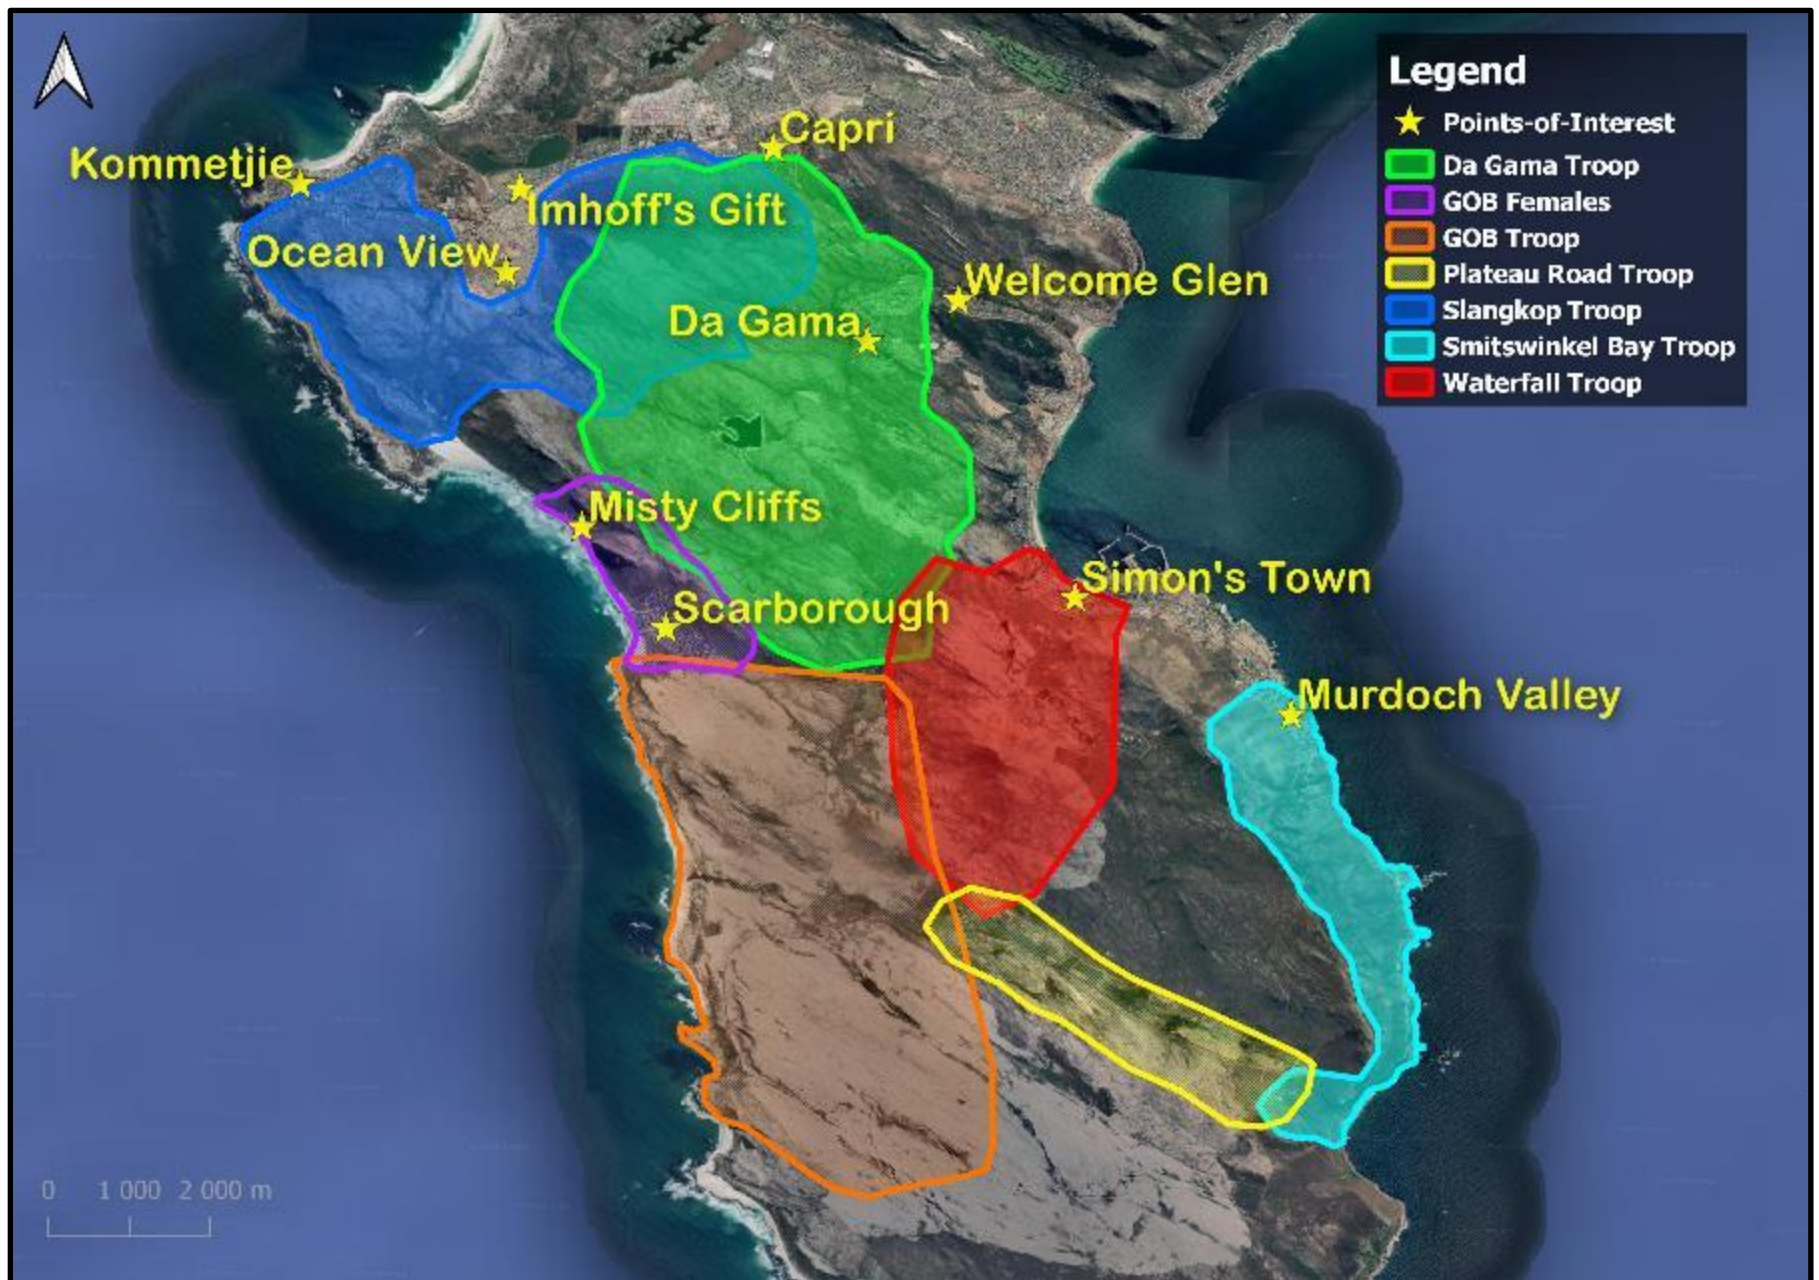 Legend
Points-of-Interest
Da Gama Troop
GOB Females
GOB Troop
Plateau Road Troop
Slangkop Troop
Smitswinkel Bay Troop
Waterfall Troop
Capri
Kommetjie
Imhoff's Gift
Ocean View
Welcome Glen
Da Gama
Misty Cliffs
Simon's Town
Scarborough
Murdoch Valley
0 1 000 2 000 m